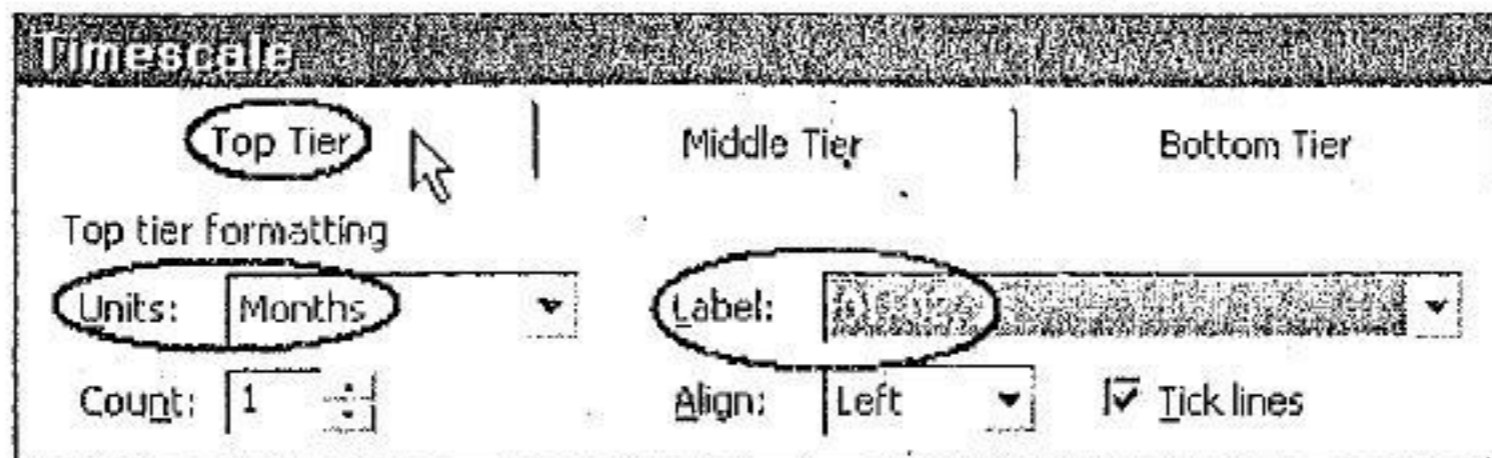 Timescale
Top Tier Middle Tier Bottom Tier
Top tier formatting
Units: Months Label:
Count: 1 Align: Left Tick lines